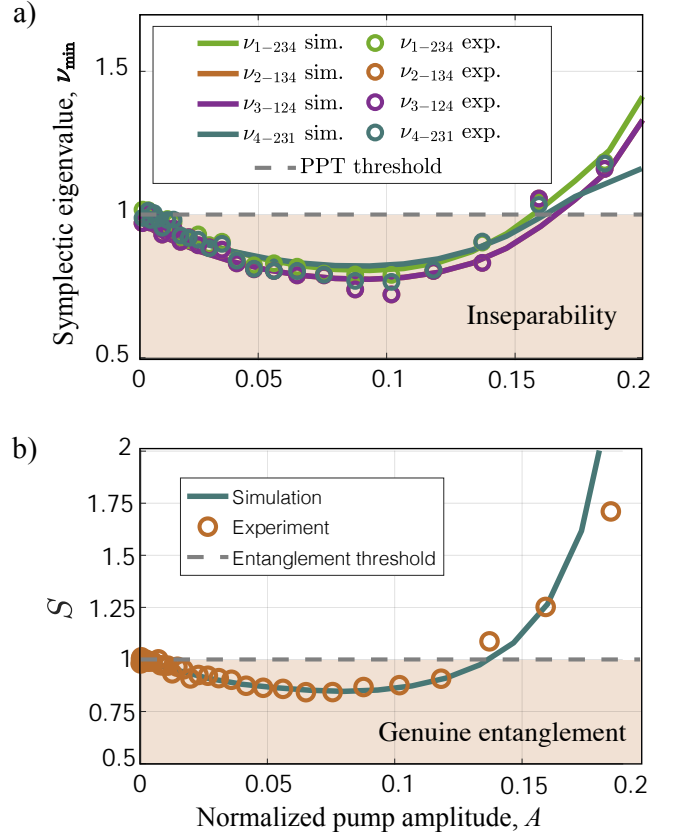 a)
Symplectic eigenvalue, ν_min
1.5
1
0.5
ν₁₋₂₃₄ sim. ν₁₋₂₃₄ exp.
ν₂₋₁₃₄ sim. ν₂₋₁₃₄ exp.
ν₃₋₁₂₄ sim. ν₃₋₁₂₄ exp.
ν₄₋₂₃₁ sim. ν₄₋₂₃₁ exp.
PPT threshold
Inseparability
0 0.05 0.1 0.15 0.2
b)
S
2
1.75
1.5
1.25
1
0.75
0.5
Simulation
Experiment
Entanglement threshold
Genuine entanglement
0 0.05 0.1 0.15 0.2
Normalized pump amplitude, A